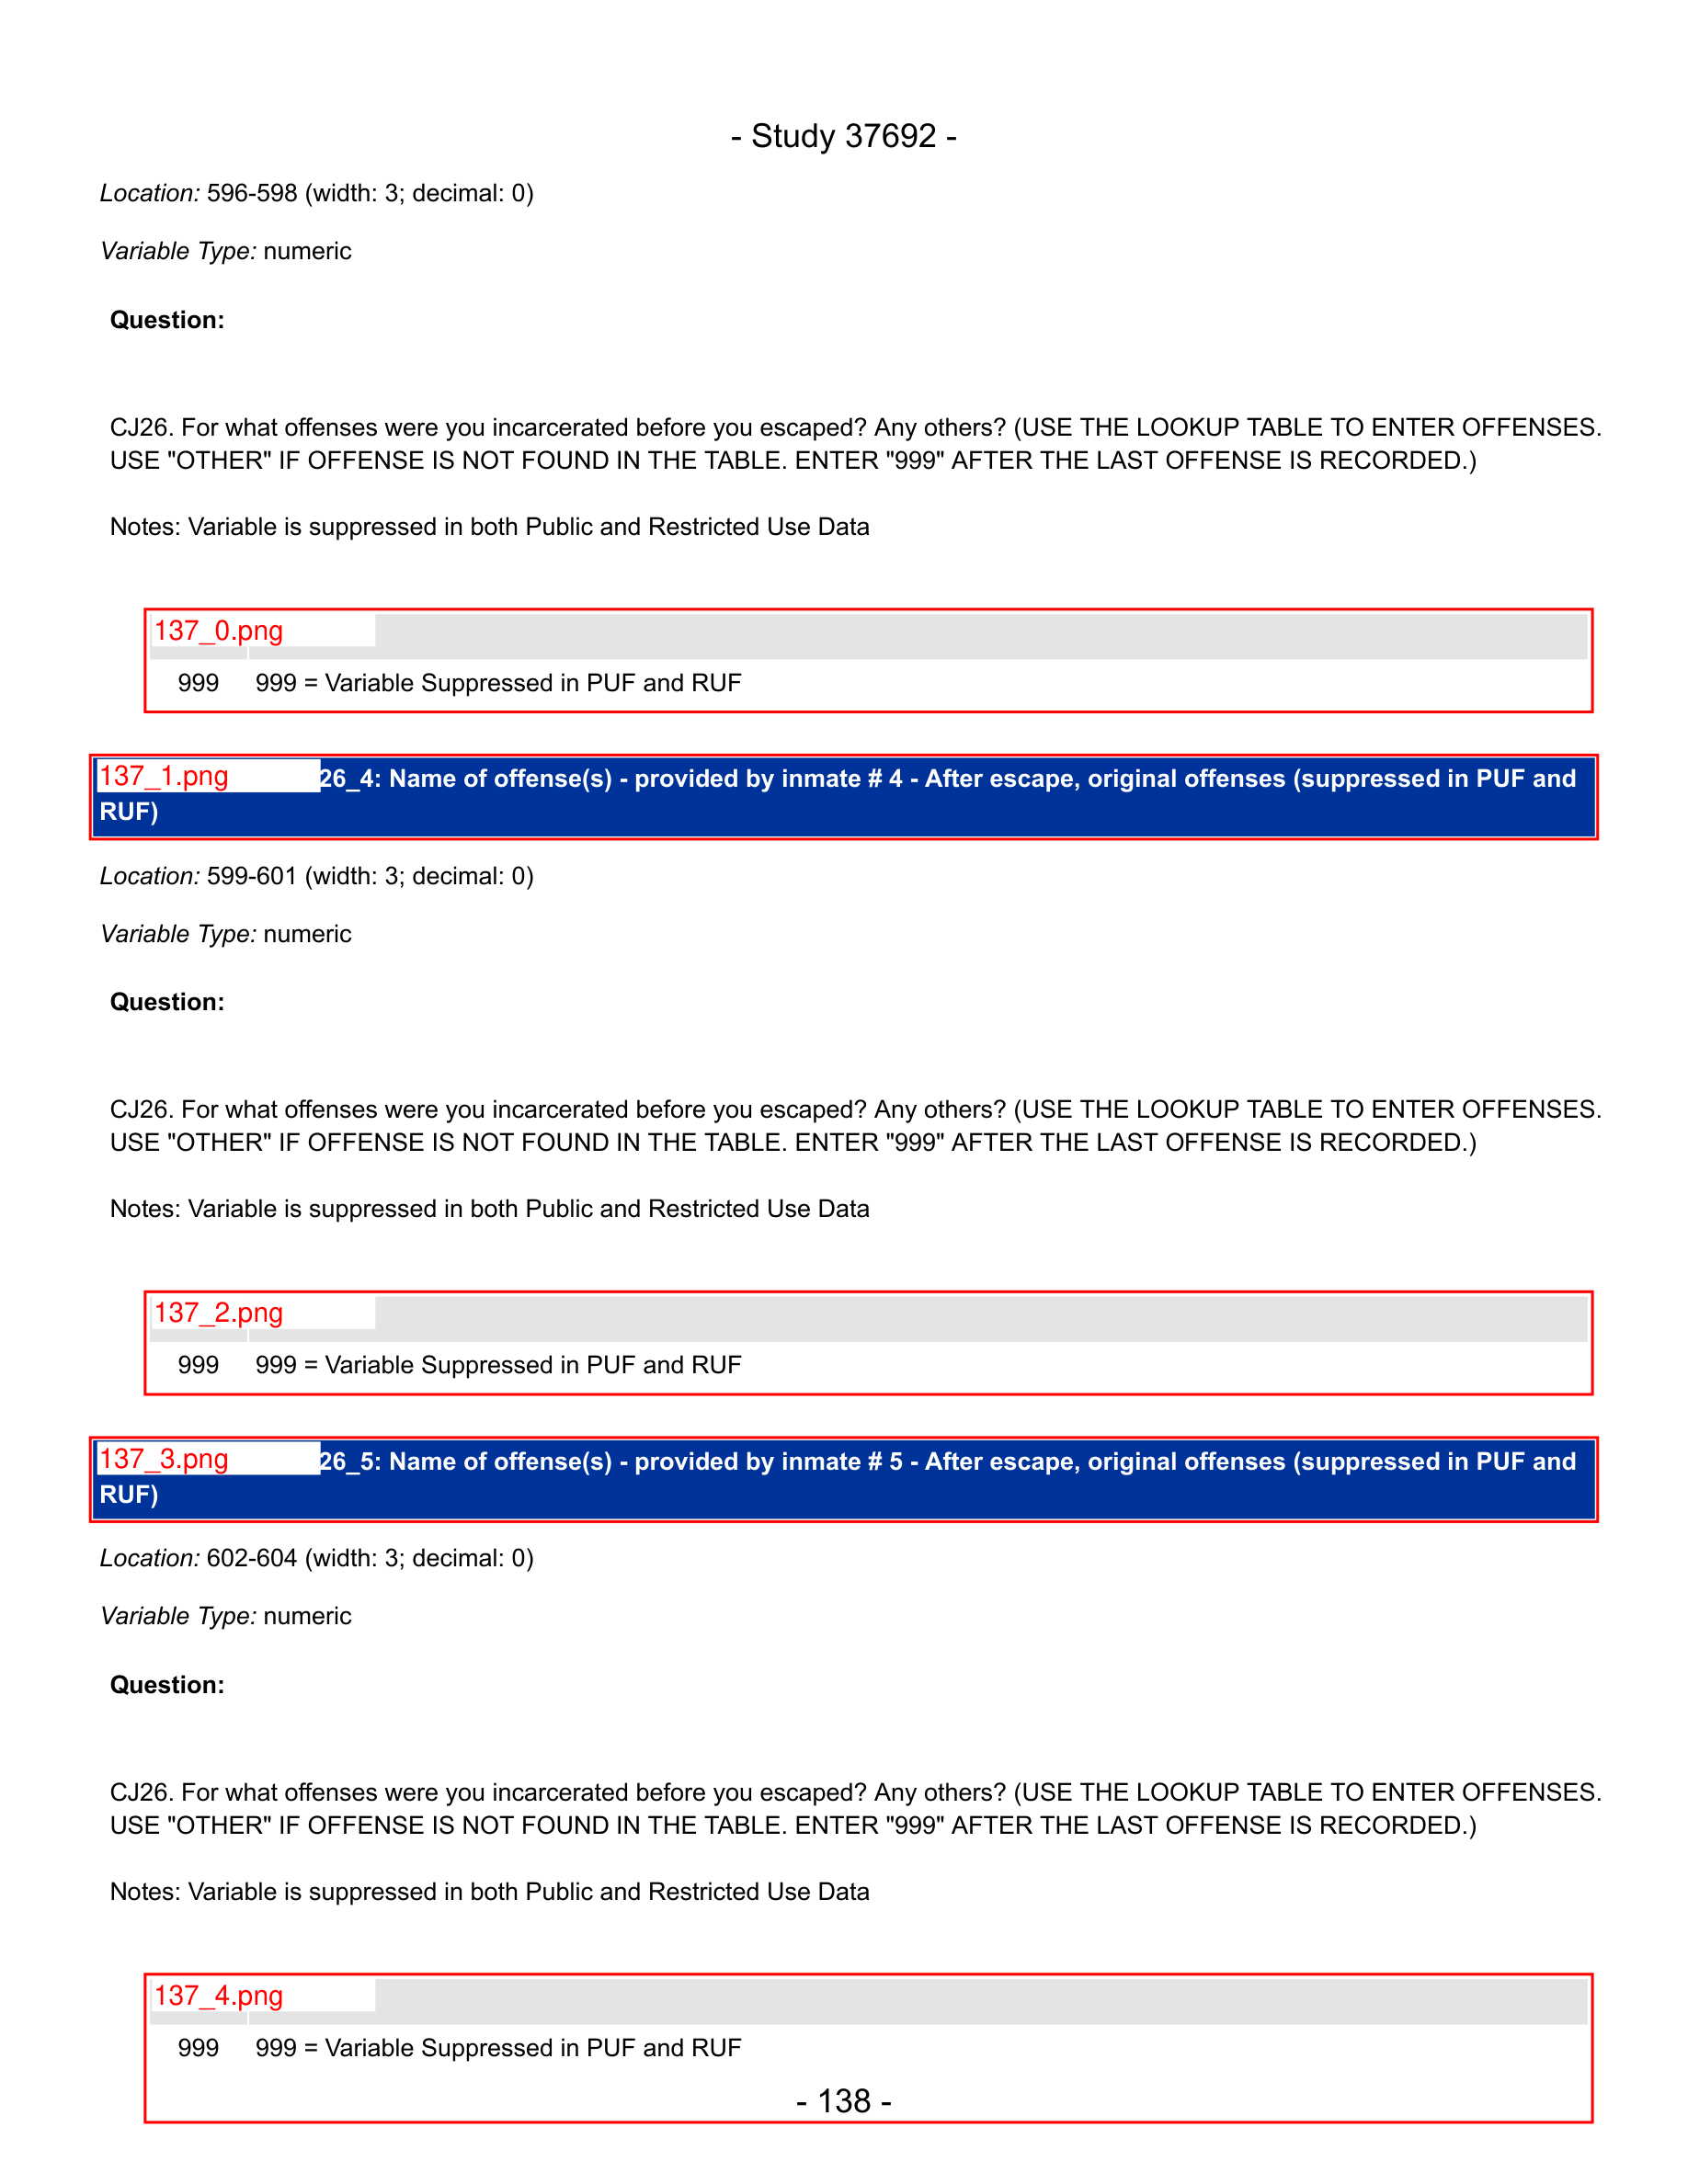 - Study 37692 -
Location: 596-598 (width: 3; decimal: 0)
Variable Type: numeric
Question:
CJ26. For what offenses were you incarcerated before you escaped? Any others? (USE THE LOOKUP TABLE TO ENTER OFFENSES.
USE "OTHER" IF OFFENSE IS NOT FOUND IN THE TABLE. ENTER "999" AFTER THE LAST OFFENSE IS RECORDED.)
Notes: Variable is suppressed in both Public and Restricted Use Data
137_0.png
999 999 = Variable Suppressed in PUF and RUF
137_1.png 26_4: Name of offense(s) - provided by inmate # 4 - After escape, original offenses (suppressed in PUF and
RUF)
Location: 599-601 (width: 3; decimal: 0)
Variable Type: numeric
Question:
CJ26. For what offenses were you incarcerated before you escaped? Any others? (USE THE LOOKUP TABLE TO ENTER OFFENSES.
USE "OTHER" IF OFFENSE IS NOT FOUND IN THE TABLE. ENTER "999" AFTER THE LAST OFFENSE IS RECORDED.)
Notes: Variable is suppressed in both Public and Restricted Use Data
137_2.png
999 999 = Variable Suppressed in PUF and RUF
137_3.png 26_5: Name of offense(s) - provided by inmate # 5 - After escape, original offenses (suppressed in PUF and
RUF)
Location: 602-604 (width: 3; decimal: 0)
Variable Type: numeric
Question:
CJ26. For what offenses were you incarcerated before you escaped? Any others? (USE THE LOOKUP TABLE TO ENTER OFFENSES.
USE "OTHER" IF OFFENSE IS NOT FOUND IN THE TABLE. ENTER "999" AFTER THE LAST OFFENSE IS RECORDED.)
Notes: Variable is suppressed in both Public and Restricted Use Data
137_4.png
999 999 = Variable Suppressed in PUF and RUF
- 138 -